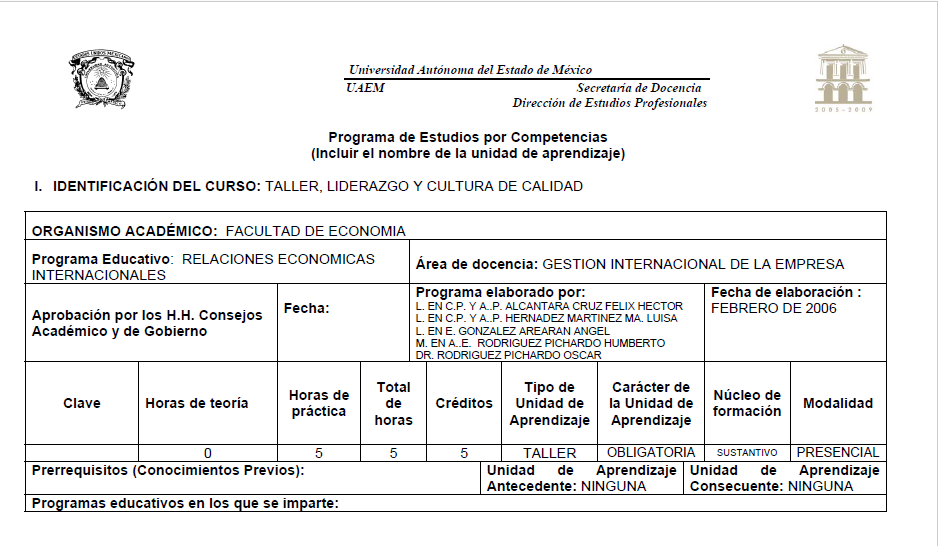 ESTADOS UNIDOS MEXICANOS
Universidad Autónoma del Estado de México
UAEM Secretaría de Docencia
Dirección de Estudios Profesionales
2005-2009
Programa de Estudios por Competencias
(Incluir el nombre de la unidad de aprendizaje)
I. IDENTIFICACIÓN DEL CURSO: TALLER, LIDERAZGO Y CULTURA DE CALIDAD
ORGANISMO ACADÉMICO: FACULTAD DE ECONOMIA
Programa Educativo: RELACIONES ECONOMICAS
INTERNACIONALES
Área de docencia: GESTION INTERNACIONAL DE LA EMPRESA
Aprobación por los H.H. Consejos
Académico y de Gobierno
Fecha:
Programa elaborado por:
L. EN C.P. Y A..P. ALCANTARA CRUZ FELIX HECTOR
L. EN C.P. Y A..P. HERNADEZ MARTINEZ MA. LUISA
L. EN E. GONZALEZ AREARAN ANGEL
M. EN A..E. RODRIGUEZ PICHARDO HUMBERTO
DR. RODRIGUEZ PICHARDO OSCAR
Fecha de elaboración :
FEBRERO DE 2006
Clave
Horas de teoría
Horas de
práctica
Total
de
horas
Créditos
Tipo de
Unidad de
Aprendizaje
Carácter de
la Unidad de
Aprendizaje
Núcleo de
formación
Modalidad
0 5 5 5 TALLER OBLIGATORIA SUSTANTIVO PRESENCIAL
Prerrequisitos (Conocimientos Previos):
Unidad de Aprendizaje
Antecedente: NINGUNA
Unidad de Aprendizaje
Consecuente: NINGUNA
Programas educativos en los que se imparte: